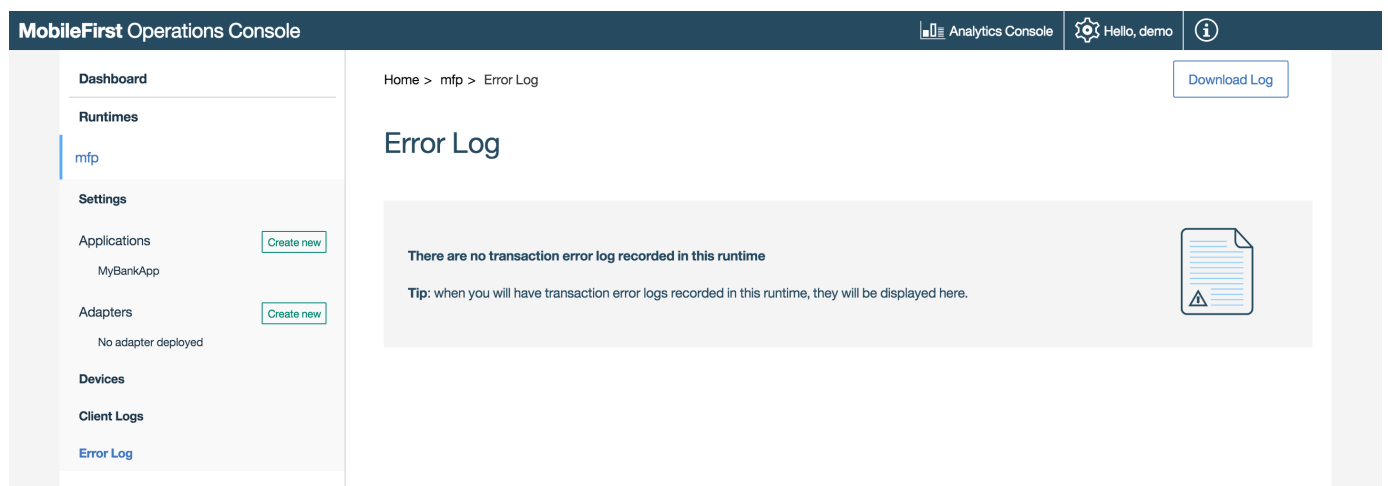 MobileFirst Operations Console
Analytics Console
Hello, demo
Dashboard
Runtimes
mfp
Settings
Applications
Create new
MyBankApp
Adapters
Create new
No adapter deployed
Devices
Client Logs
Error Log
Home > mfp > Error Log
Download Log
Error Log
There are no transaction error log recorded in this runtime
Tip: when you will have transaction error logs recorded in this runtime, they will be displayed here.